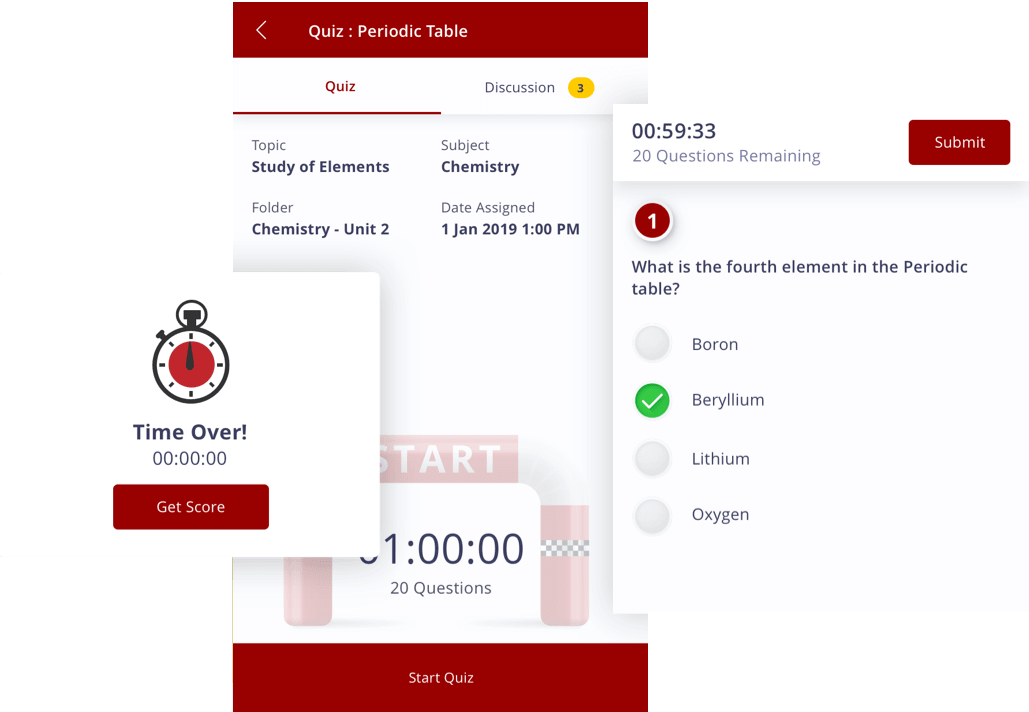 Quiz : Periodic Table
Quiz
Discussion
3
Topic
Study of Elements
Subject
Chemistry
Folder
Chemistry - Unit 2
Date Assigned
1 Jan 2019 1:00 PM
Time Over!
00:00:00
Get Score
START
01:00:00
20 Questions
Start Quiz
00:59:33
20 Questions Remaining
Submit
1
What is the fourth element in the Periodic
table?
Boron
Beryllium
Lithium
Oxygen